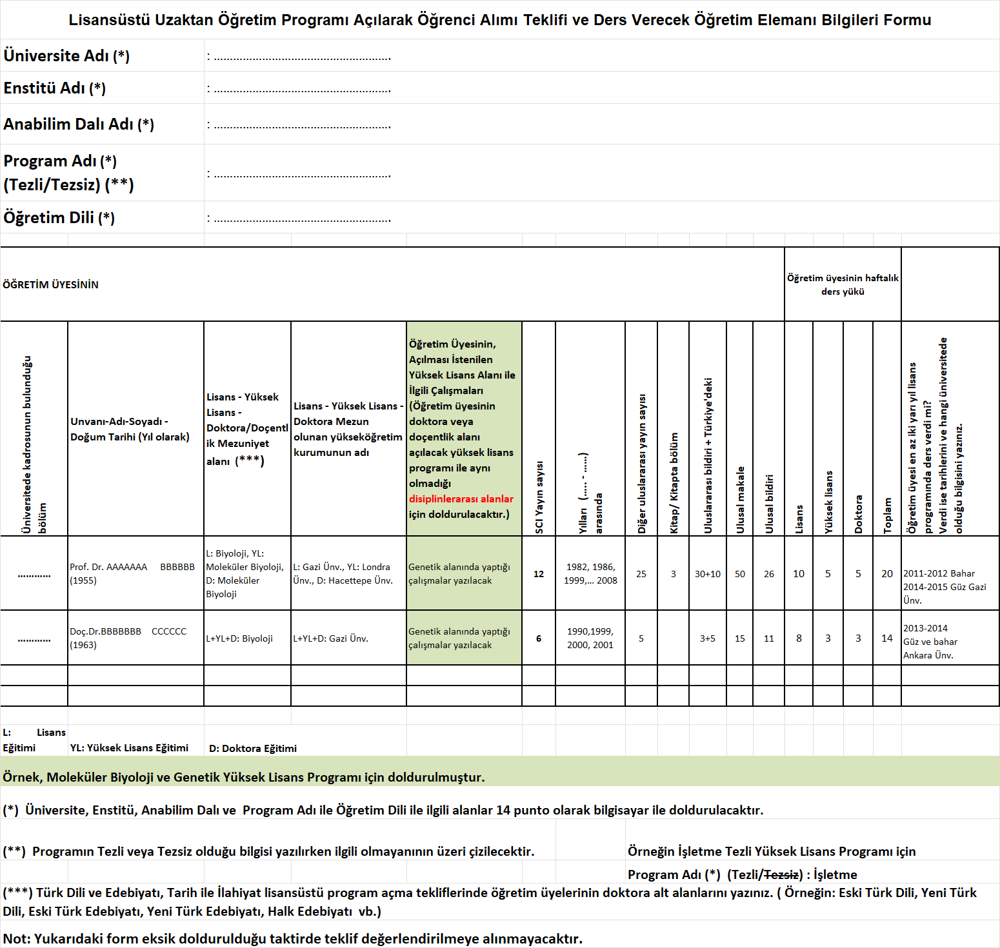 Lisansüstü Uzaktan Öğretim Programı Açılarak Öğrenci Alımı Teklifi ve Ders Verecek Öğretim Elemanı Bilgileri Formu
Üniversite Adı (*)
: ……………………………………………….
Enstitü Adı (*)
: ……………………………………………….
Anabilim Dalı Adı (*)
: ……………………………………………….
Program Adı (*)
(Tezli/Tezsiz) (**)
: ……………………………………………….
Öğretim Dili (*)
: ……………………………………………….
ÖĞRETİM ÜYESİNİN
Öğretim üyesinin haftalık
ders yükü
Üniversitede kadrosunun bulunduğu
bölüm
Unvanı-Adı-Soyadı -
Doğum Tarihi (Yıl olarak)
Lisans - Yüksek
Lisans -
Doktora/Doçentl
ik Mezuniyet
alanı (***)
Lisans - Yüksek Lisans -
Doktora Mezun
olunan yükseköğretim
kurumunun adı
Öğretim Üyesinin,
Açılması İstenilen
Yüksek Lisans Alanı ile
İlgili Çalışmaları
(Öğretim üyesinin
doktora veya
doçentlik alanı
açılacak yüksek lisans
programı ile aynı
olmadığı
disiplinlerarası alanlar
için doldurulacaktır.)
SCI Yayın sayısı
Yılları (….. - ……)
arasında
Diğer uluslararası yayın sayısı
Kitap/ Kitapta bölüm
Uluslararası bildiri + Türkiye'deki
Ulusal makale
Ulusal bildiri
Lisans
Yüksek lisans
Doktora
Toplam
Öğretim üyesi en az iki yarı yıl lisans
programında ders verdi mi?
Verdi ise tarihlerini ve hangi üniversitede
olduğu bilgisini yazınız.
…………
Prof. Dr. AAAAAAA BBBBBB
(1955)
L: Biyoloji, YL:
Moleküler Biyoloji,
D: Moleküler
Biyoloji
L: Gazi Ünv., YL: Londra
Ünv., D: Hacettepe Ünv.
Genetik alanında yaptığı
çalışmalar yazılacak
12
1982, 1986,
1999,... 2008
25
3
30+10
50
26
10
5
5
20
2011-2012 Bahar
2014-2015 Güz Gazi
Ünv.
…………
Doç.Dr.BBBBBBB CCCCCC
(1963)
L+YL+D: Biyoloji
L+YL+D: Gazi Ünv.
Genetik alanında yaptığı
çalışmalar yazılacak
6
1990,1999,
2000, 2001
5
3+5
15
11
8
3
3
14
2013-2014
Güz ve bahar
Ankara Ünv.
L: Lisans
Eğitimi
YL: Yüksek Lisans Eğitimi
D: Doktora Eğitimi
Örnek, Moleküler Biyoloji ve Genetik Yüksek Lisans Programı için doldurulmuştur.
(*) Üniversite, Enstitü, Anabilim Dalı ve Program Adı ile Öğretim Dili ile ilgili alanlar 14 punto olarak bilgisayar ile doldurulacaktır.
(**) Programın Tezli veya Tezsiz olduğu bilgisi yazılırken ilgili olmayanının üzeri çizilecektir.
Örneğin İşletme Tezli Yüksek Lisans Programı için
Program Adı (*) (Tezli/Tezsiz) : İşletme
(***) Türk Dili ve Edebiyatı, Tarih ile İlahiyat lisansüstü program açma tekliflerinde öğretim üyelerinin doktora alt alanlarını yazınız. ( Örneğin: Eski Türk Dili, Yeni Türk
Dili, Eski Türk Edebiyatı, Yeni Türk Edebiyatı, Halk Edebiyatı vb.)
Not: Yukarıdaki form eksik doldurulduğu taktirde teklif değerlendirilmeye alınmayacaktır.